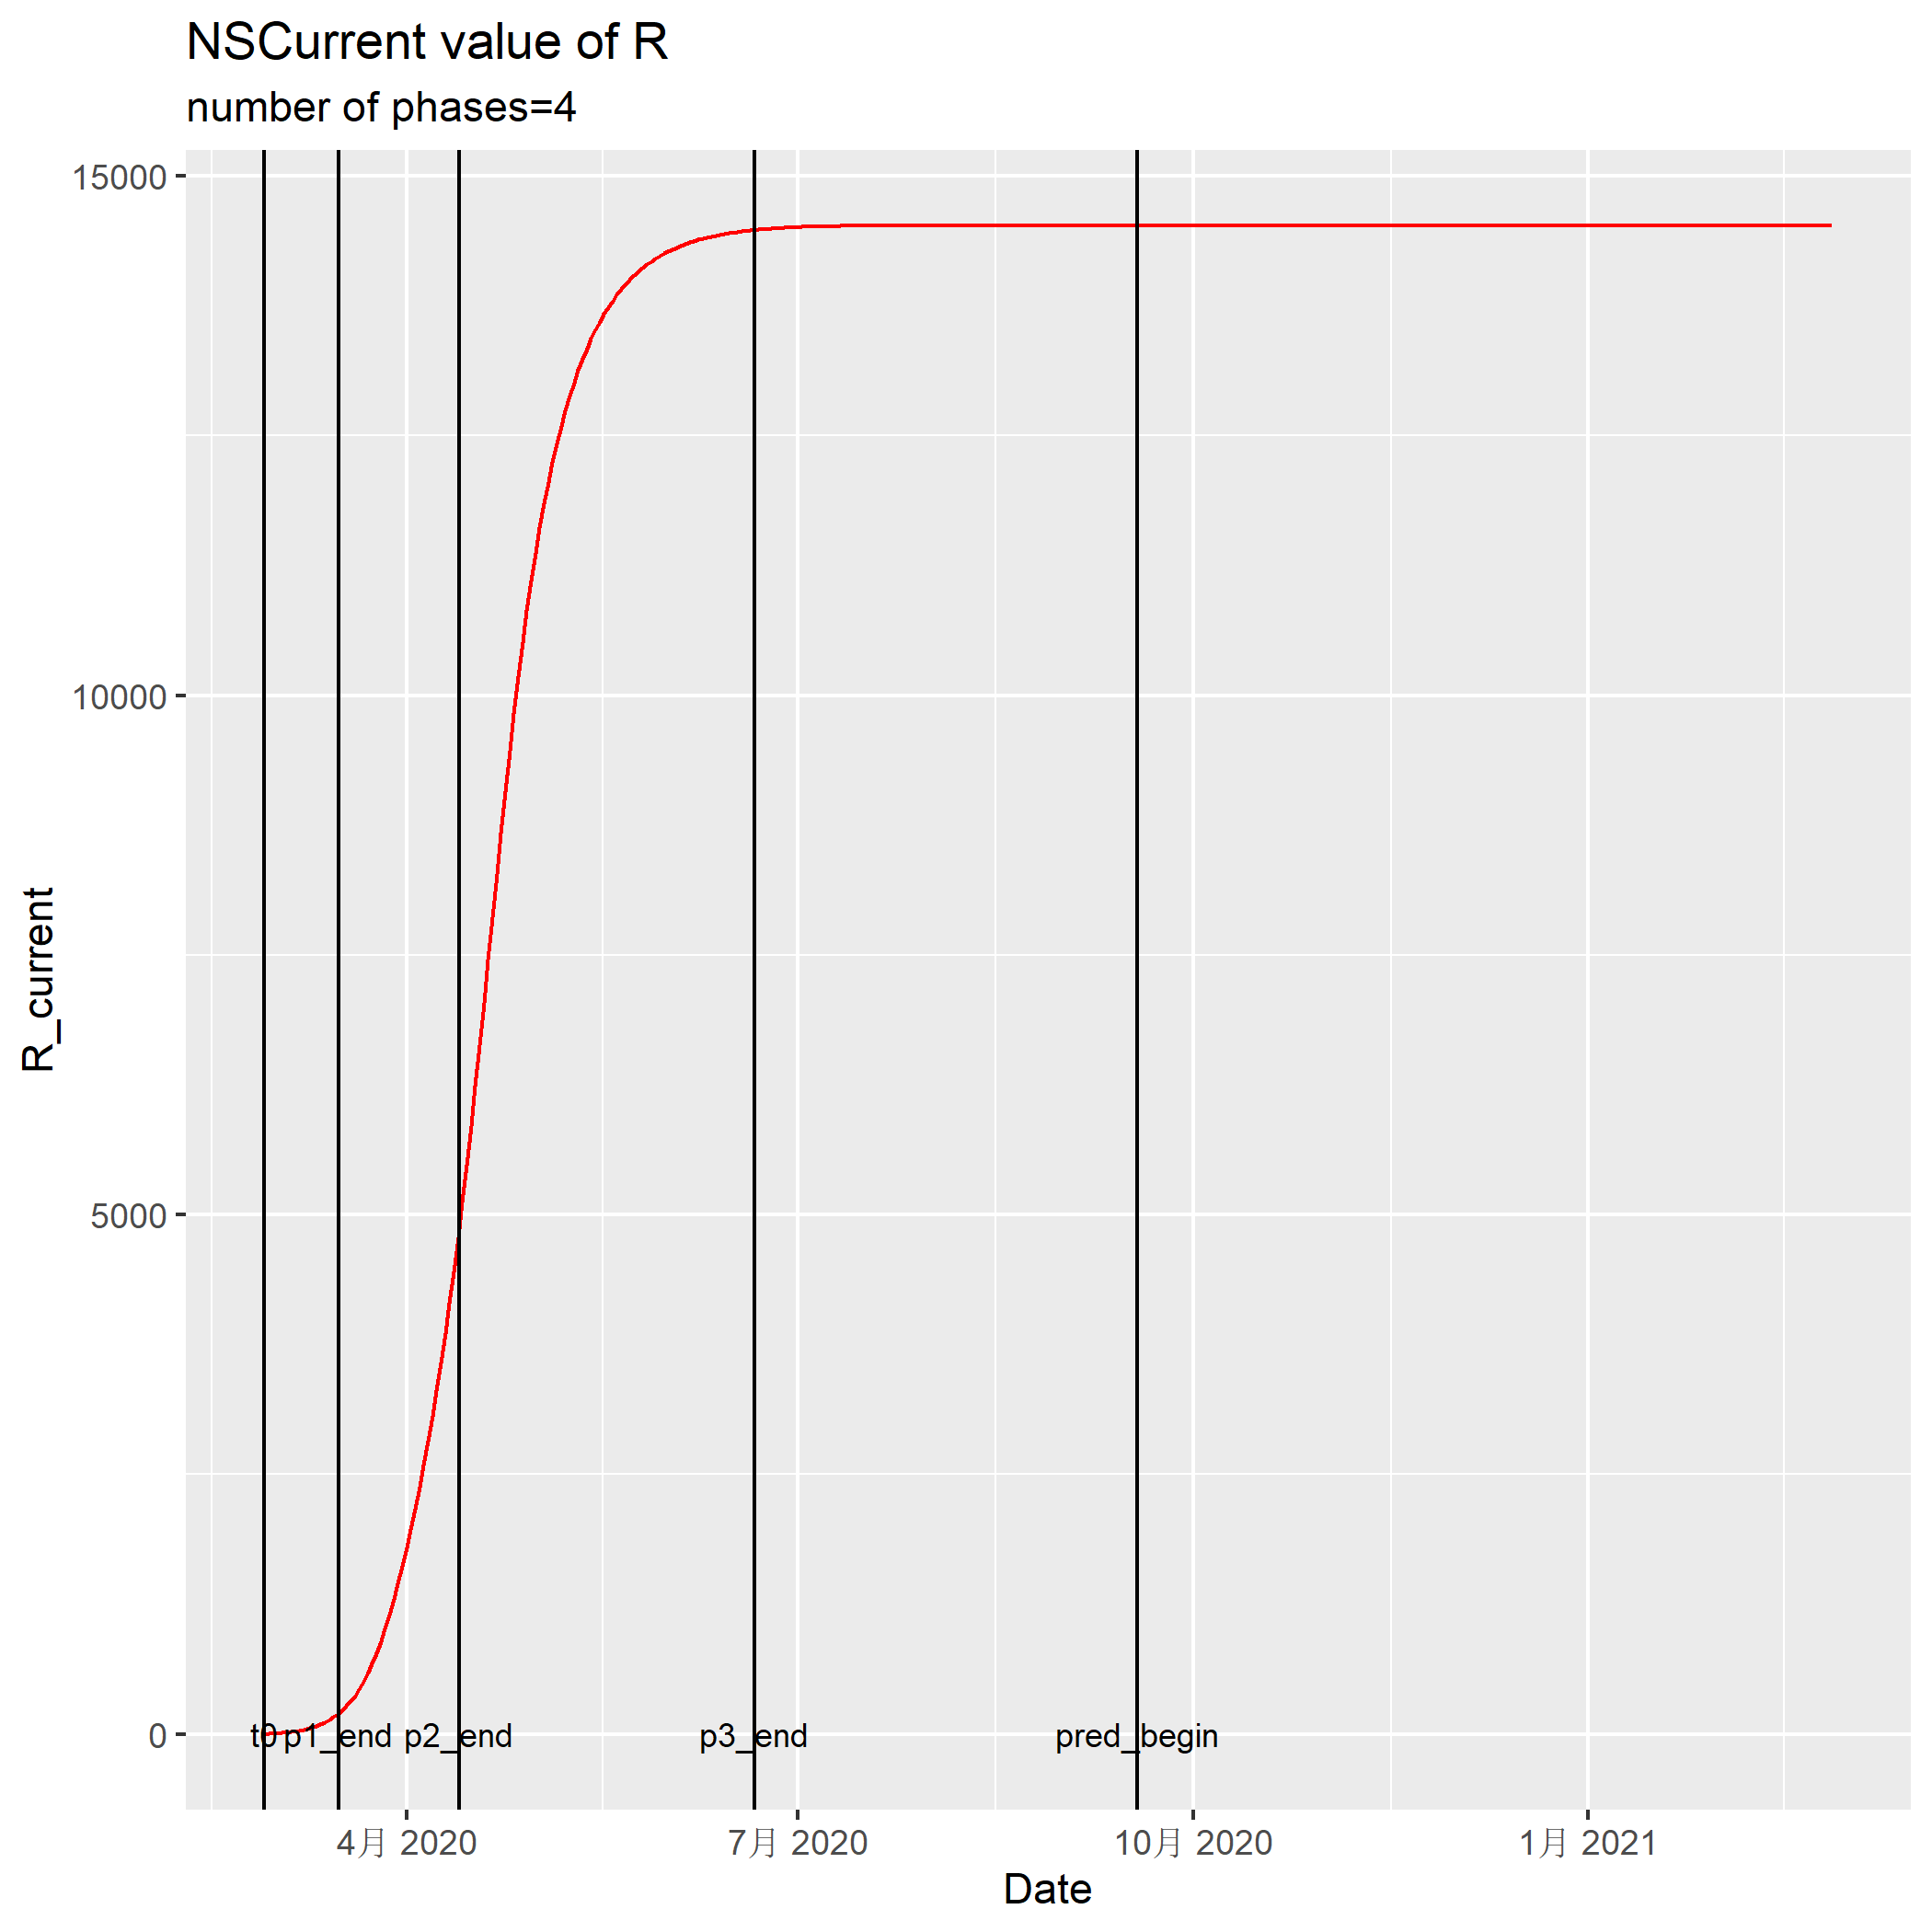 NSCurrent value of R
number of phases=4
15000
10000
5000
0
R_current
t0 p1_end p2_end p3_end pred_begin
4月 2020 7月 2020 10月 2020 1月 2021
Date